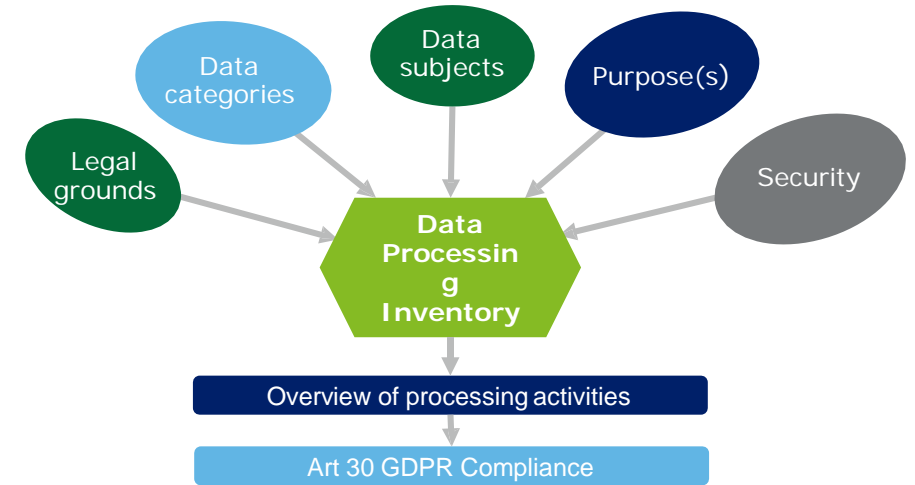 Data
subjects
Data
categories
Purpose(s)
Legal
grounds
Security
Data
Processin
g
Inventory
Overview of processing activities
Art 30 GDPR Compliance